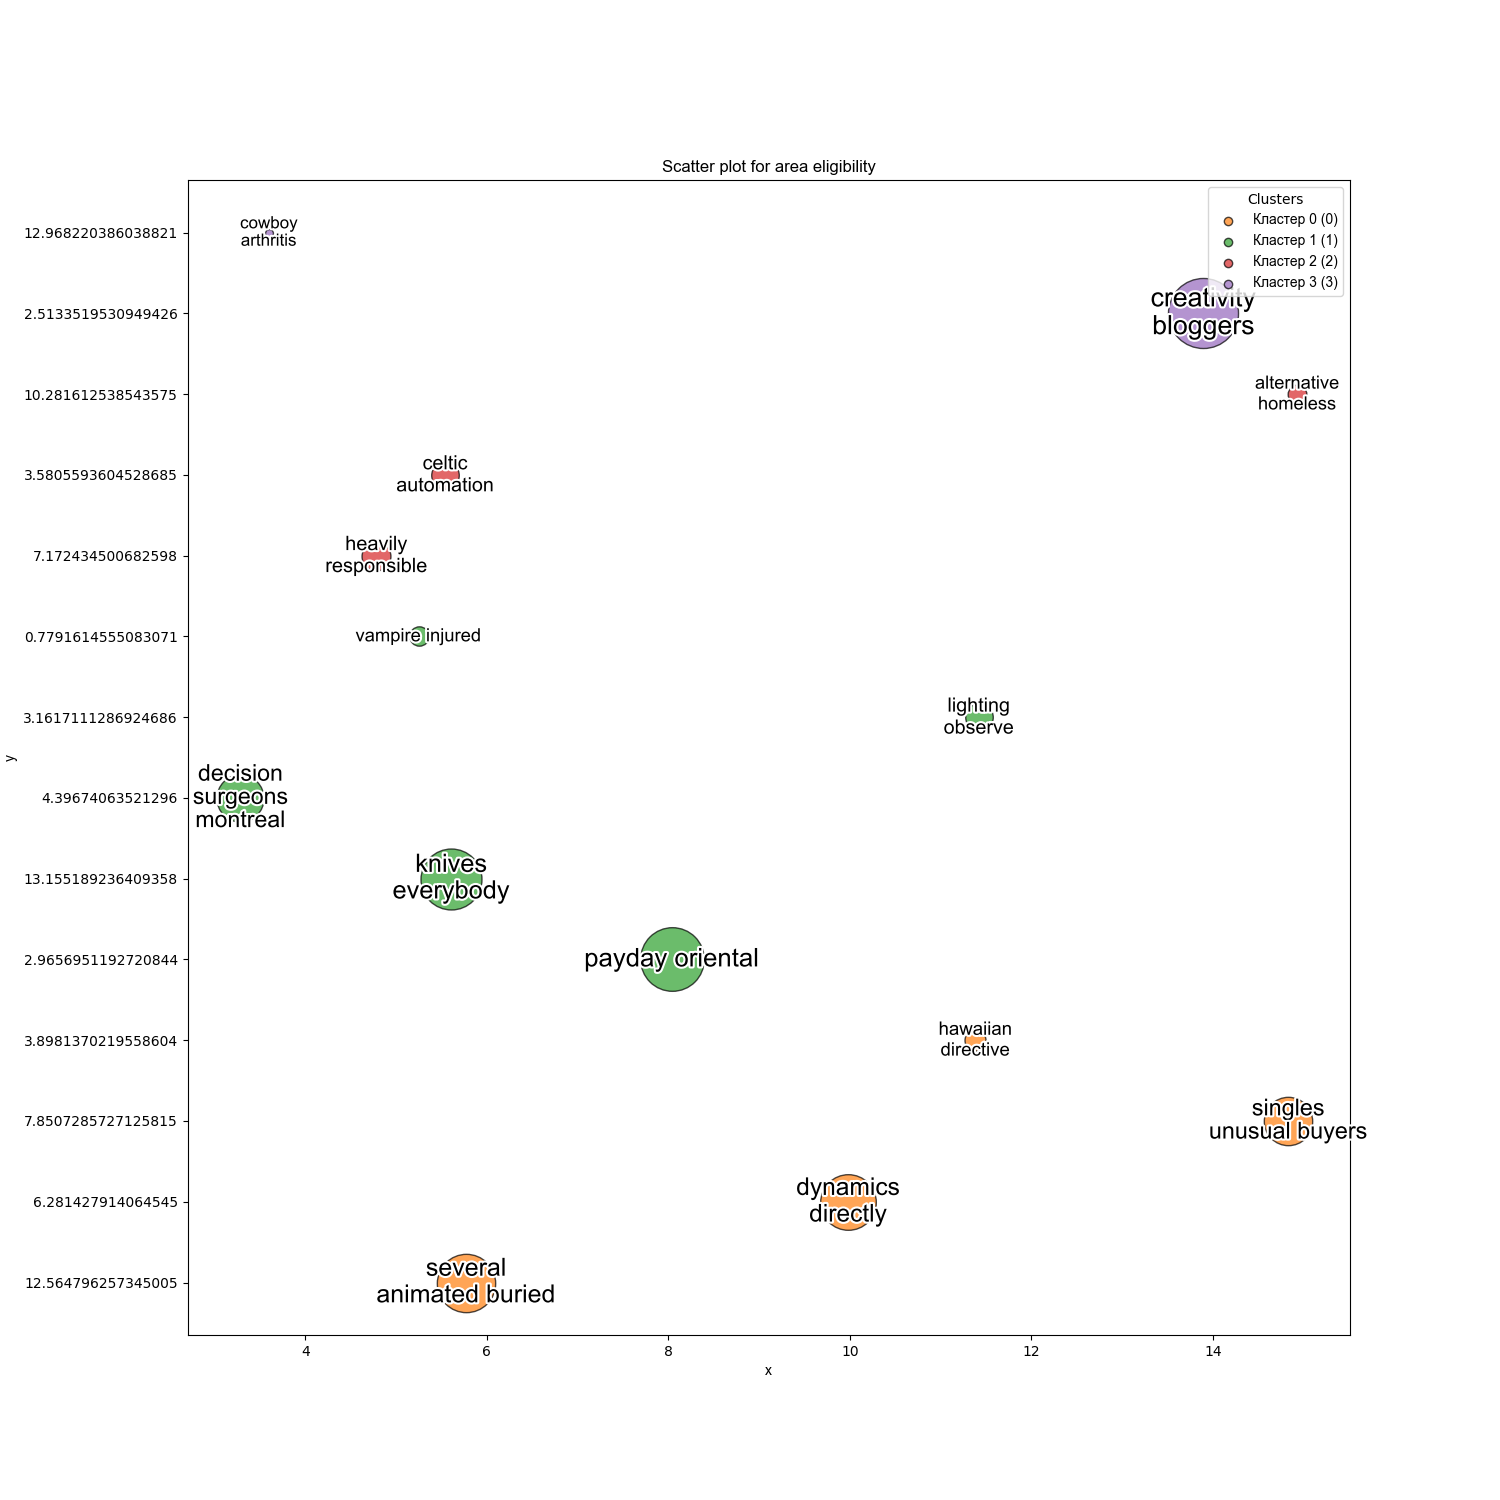 Scatter plot for area eligibility
Clusters
Кластер 0 (0)
Кластер 1 (1)
Кластер 2 (2)
Кластер 3 (3)
12.968220386038821
2.5133519530949426
10.281612538543575
3.5805593604528685
7.172434500682598
0.7791614555083071
3.1617111286924686
4.39674063521296
13.155189236409358
2.9656951192720844
3.8981370219558604
7.8507285727125815
6.281427914064545
12.564796257345005
y
cowboy
arthritis
creativity
bloggers
alternative
homeless
celtic
automation
heavily
responsible
vampire injured
lighting
observe
decision
surgeons
montreal
knives
everybody
payday oriental
hawaiian
directive
singles
unusual buyers
dynamics
directly
several
animated buried
4 6 8 10 12 14
x